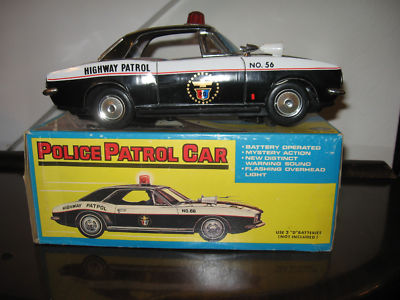 HIGHWAY PATROL
NO. 56
POLICE PATROL CAR
• BATTERY OPERATED
• MYSTERY ACTION
• NEW DISTINCT
WARNING SOUND
• FLASHING OVERHEAD
LIGHT
HIGHWAY PATROL
NO.56
USE 2 "D" BATTERIES
(NOT INCLUDED)